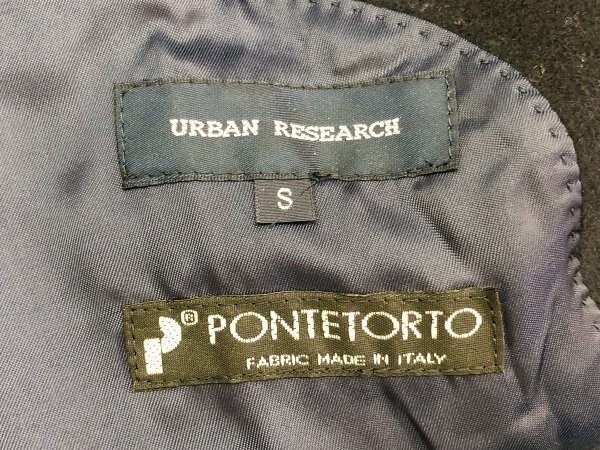 URBAN RESEARCH
S
P® PONTETORTO
FABRIC MADE IN ITALY